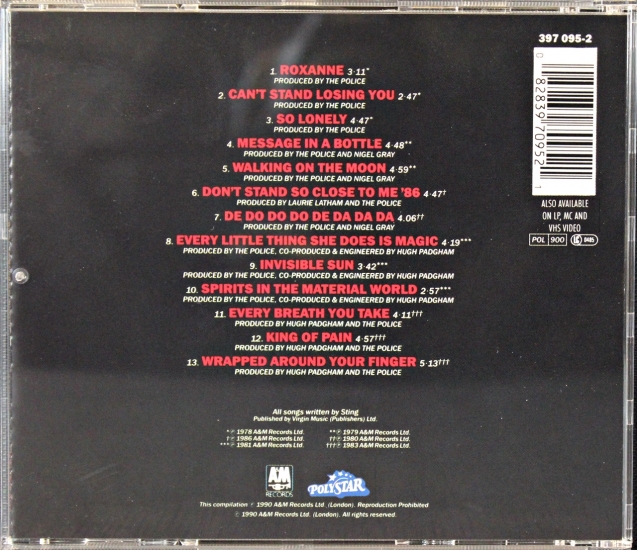 397 095-2
1. ROXANNE 3·11*
PRODUCED BY THE POLICE
2. CAN'T STAND LOSING YOU 2·47*
PRODUCED BY THE POLICE
3. SO LONELY 4·47*
PRODUCED BY THE POLICE
4. MESSAGE IN A BOTTLE 4·48**
PRODUCED BY THE POLICE AND NIGEL GRAY
5. WALKING ON THE MOON 4·59**
PRODUCED BY THE POLICE AND NIGEL GRAY
6. DON'T STAND SO CLOSE TO ME '86 4·47†
PRODUCED BY LAURIE LATHAM AND THE POLICE
7. DE DO DO DO DE DA DA DA 4.06††
PRODUCED BY THE POLICE AND NIGEL GRAY
8. EVERY LITTLE THING SHE DOES IS MAGIC 4·19***
PRODUCED BY THE POLICE, CO-PRODUCED & ENGINEERED BY HUGH PADGHAM
9. INVISIBLE SUN 3·42***
PRODUCED BY THE POLICE, CO-PRODUCED & ENGINEERED BY HUGH PADGHAM
10. SPIRITS IN THE MATERIAL WORLD 2·57***
PRODUCED BY THE POLICE, CO-PRODUCED & ENGINEERED BY HUGH PADGHAM
11. EVERY BREATH YOU TAKE 4·11†††
PRODUCED BY HUGH PADGHAM AND THE POLICE
12. KING OF PAIN 4·57†††
PRODUCED BY HUGH PADGHAM AND THE POLICE
13. WRAPPED AROUND YOUR FINGER 5·13†††
PRODUCED BY HUGH PADGHAM AND THE POLICE
0 82839 70952 1
ALSO AVAILABLE
ON LP, MC AND
VHS VIDEO
POL 900 LC 0485
All songs written by Sting
Published by Virgin Music (Publishers) Ltd.
* ℗ 1978 A&M Records Ltd. ** ℗ 1979 A&M Records Ltd.
† ℗ 1986 A&M Records Ltd. †† ℗ 1980 A&M Records Ltd.
*** ℗ 1981 A&M Records Ltd. ††† ℗ 1983 A&M Records Ltd.
A&M
RECORDS
POLYSTAR
This compilation ℗ 1990 A&M Records Ltd. (London). Reproduction Prohibited
© 1990 A&M Records Ltd. (London). All rights reserved.